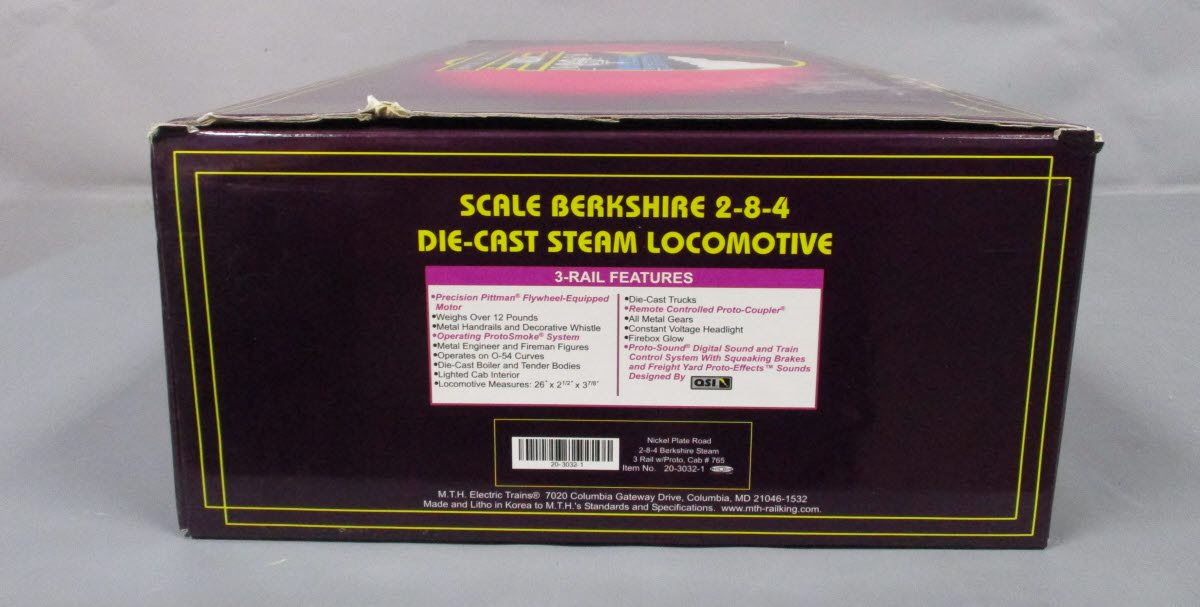 SCALE BERKSHIRE 2-8-4
DIE-CAST STEAM LOCOMOTIVE
3-RAIL FEATURES
•Precision Pittman® Flywheel-Equipped
Motor
•Weighs Over 12 Pounds
•Metal Handrails and Decorative Whistle
•Operating ProtoSmoke® System
•Metal Engineer and Fireman Figures
•Operates on O-54 Curves
•Die-Cast Boiler and Tender Bodies
•Lighted Cab Interior
•Locomotive Measures: 26" x 2 1/2" x 3 7/8"
•Die-Cast Trucks
•Remote Controlled Proto-Coupler®
•All Metal Gears
•Constant Voltage Headlight
•Firebox Glow
•Proto-Sound® Digital Sound and Train
Control System With Squeaking Brakes
and Freight Yard Proto-Effects™ Sounds
Designed By QSI
20-3032-1
Nickel Plate Road
2-8-4 Berkshire Steam
3 Rail w/Proto, Cab # 765
Item No. 20-3032-1
M.T.H. Electric Trains® 7020 Columbia Gateway Drive, Columbia, MD 21046-1532
Made and Litho in Korea to M.T.H.'s Standards and Specifications. www.mth-railking.com.